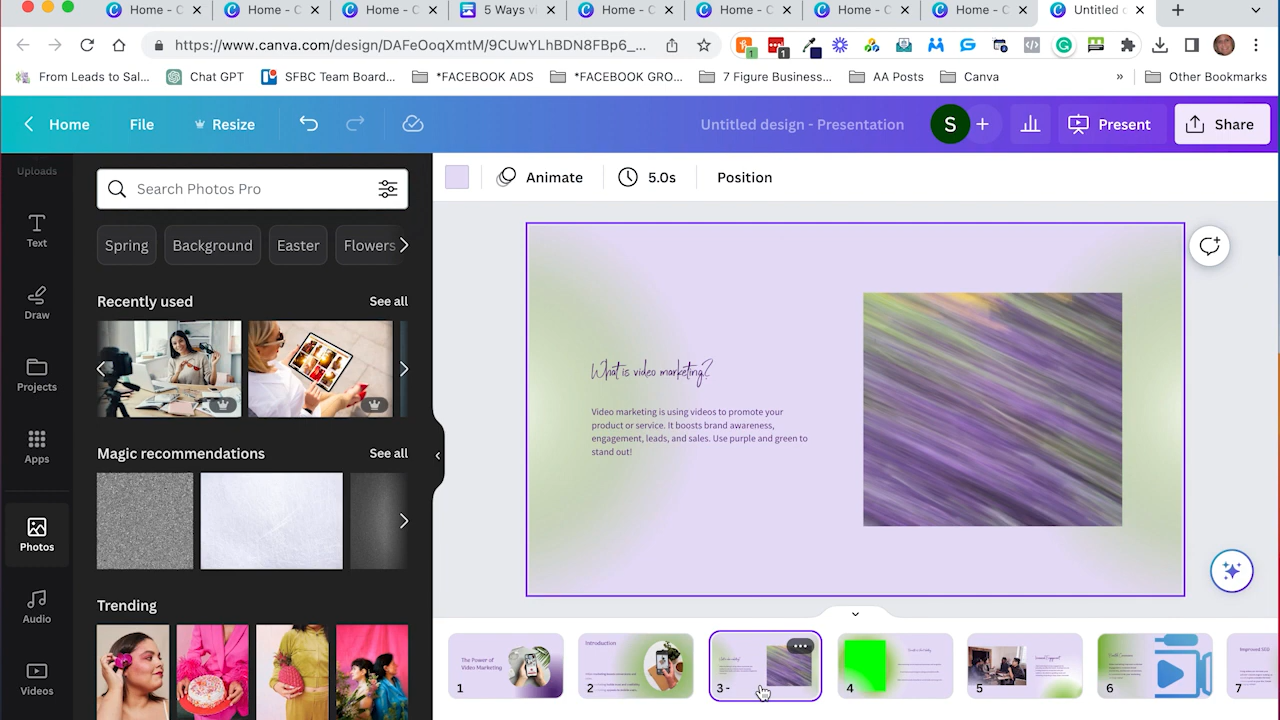 Home - C
Home - C
Home - C
5 Ways vi
Home - C
Home - C
Home - C
Home - C
Untitled d
https://www.canva.com/design/DAFeOoqXmtM/9CUwYLhBDN8FBp6_...
1
1
From Leads to Sal...
Chat GPT
SFBC Team Board...
*FACEBOOK ADS
*FACEBOOK GRO...
7 Figure Business...
AA Posts
Canva
»
Other Bookmarks
Home
File
Resize
Untitled design - Presentation
S
Present
Share
Uploads
Text
Draw
Projects
Apps
Photos
Audio
Videos
Search Photos Pro
Spring
Background
Easter
Flowers
Recently used
See all
Magic recommendations
See all
Trending
Animate
5.0s
Position
What is video marketing?
Video marketing is using videos to promote your
product or service. It boosts brand awareness,
engagement, leads, and sales. Use purple and green to
stand out!
The Power of
Video Marketing
1
Introduction
2
3 -
4
5
6
Improved SEO
7